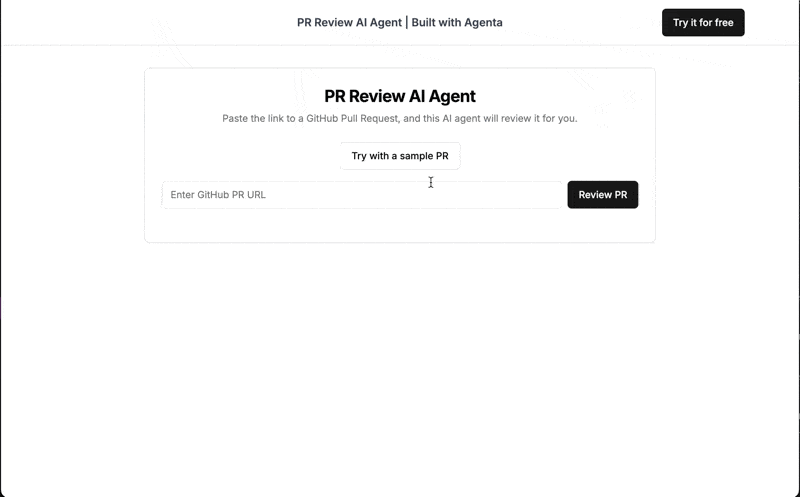 PR Review AI Agent | Built with Agenta
Try it for free
PR Review AI Agent
Paste the link to a GitHub Pull Request, and this AI agent will review it for you.
Try with a sample PR
Enter GitHub PR URL
Review PR